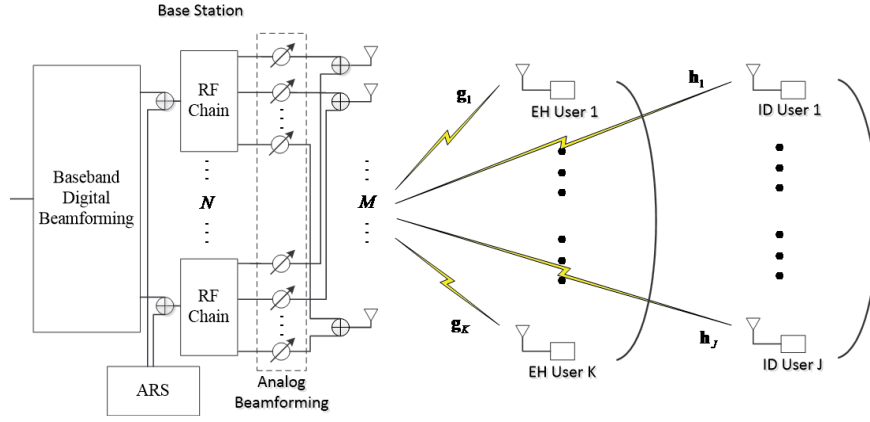 Base Station
Baseband
Digital
Beamforming
RF
Chain
N
RF
Chain
ARS
Analog
Beamforming
M
g1
h1
gK
hJ
EH User 1
EH User K
ID User 1
ID User J